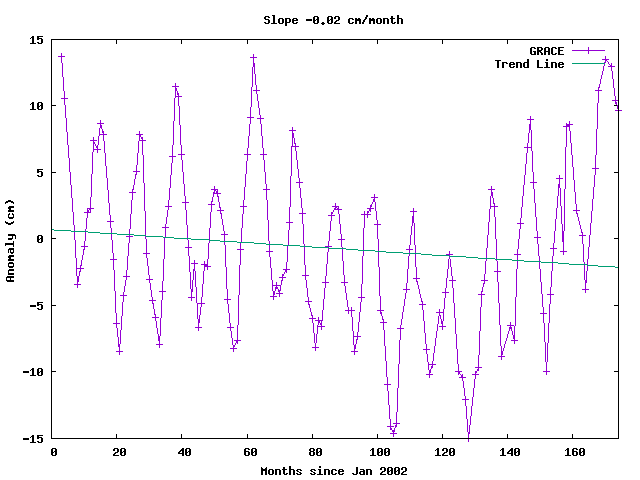 Slope -0.02 cm/month
GRACE
Trend Line
15
10
5
0
-5
-10
-15
Anomaly (cm)
0 20 40 60 80 100 120 140 160
Months since Jan 2002